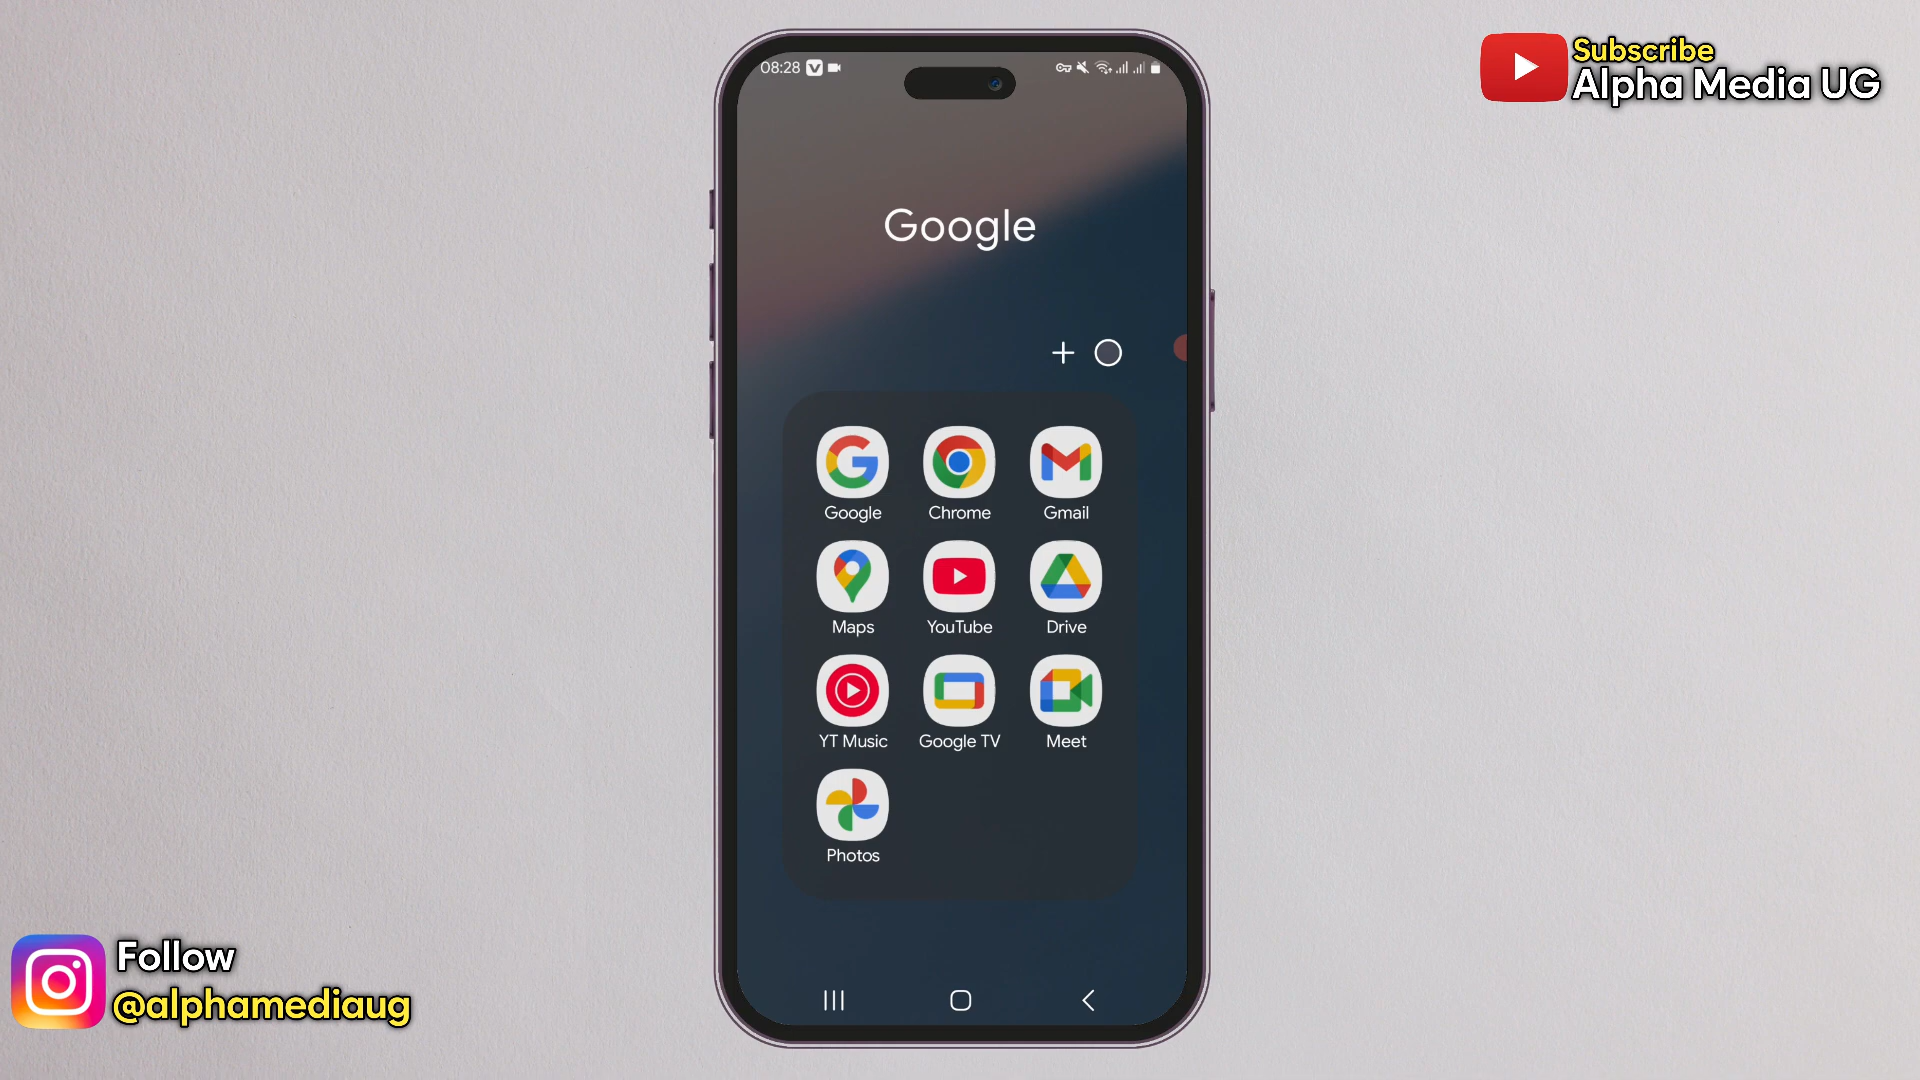 08:28
Subscribe
Alpha Media UG
Google
Google
Chrome
Gmail
Maps
YouTube
Drive
YT Music
Google TV
Meet
Photos
Follow
@alphamediaug